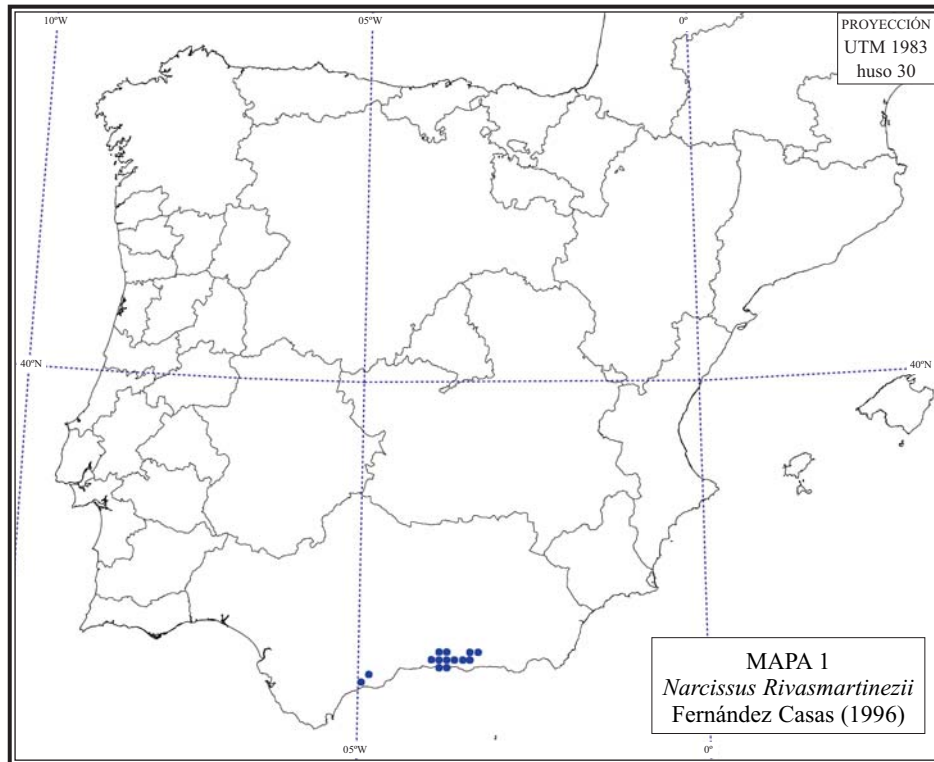 10ºW
05ºW
0º
PROYECCIÓN
UTM 1983
huso 30
40ºN
40ºN
MAPA 1
Narcissus Rivasmartinezii
Fernández Casas (1996)
05ºW
0º